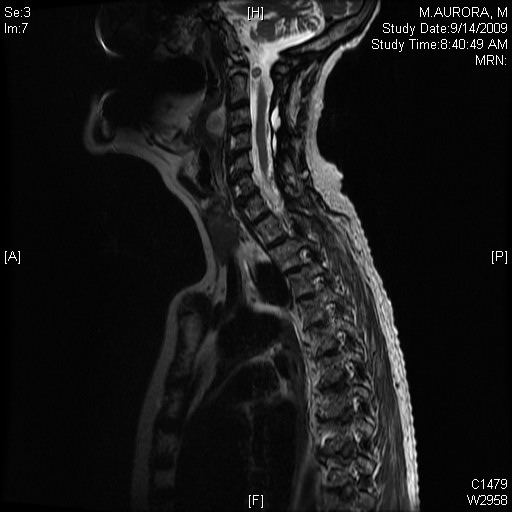 Se:3
Im:7
[H]
M.AURORA, M
Study Date:9/14/2009
Study Time:8:40:49 AM
MRN:
[A]
[P]
[F]
C1479
W2958